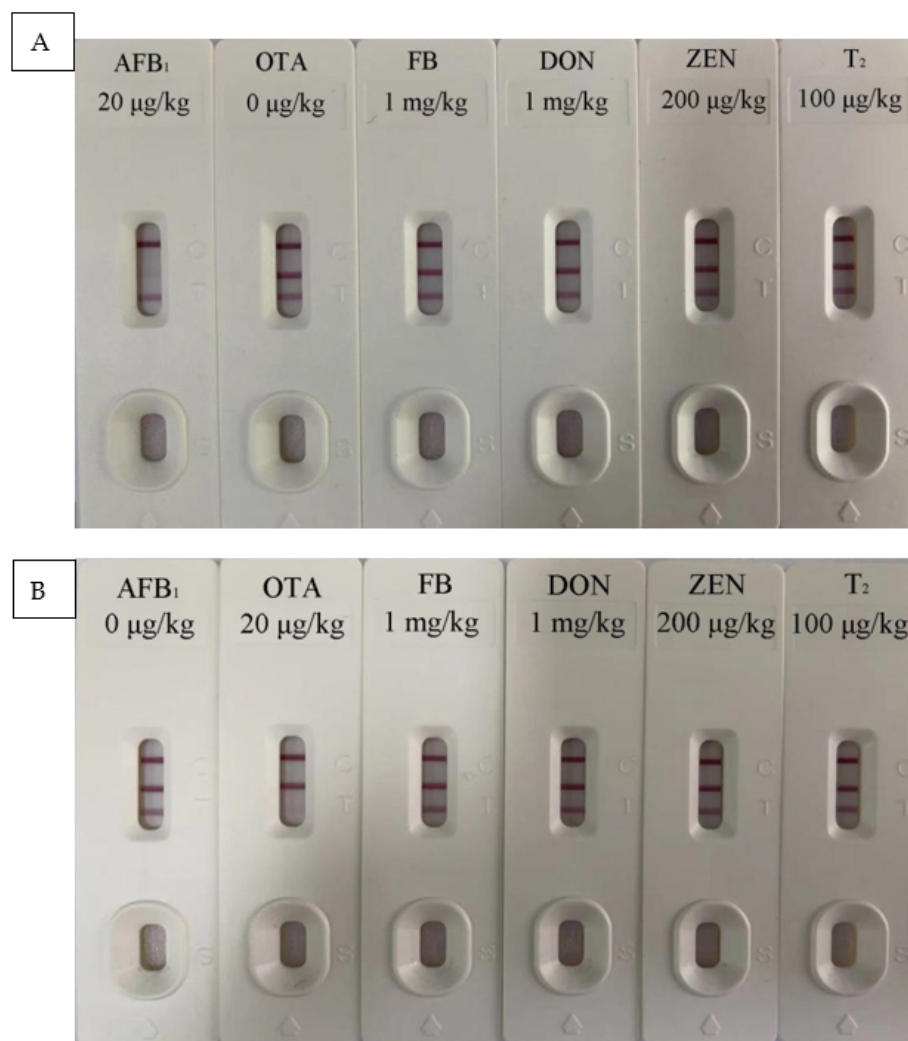 A
AFB₁ OTA FB DON ZEN T₂
20 μg/kg 0 μg/kg 1 mg/kg 1 mg/kg 200 μg/kg 100 μg/kg
C C C C C C
T T T T T T
S S S S S S
B
AFB₁ OTA FB DON ZEN T₂
0 μg/kg 20 μg/kg 1 mg/kg 1 mg/kg 200 μg/kg 100 μg/kg
C C C C C C
T T T T T T
S S S S S S